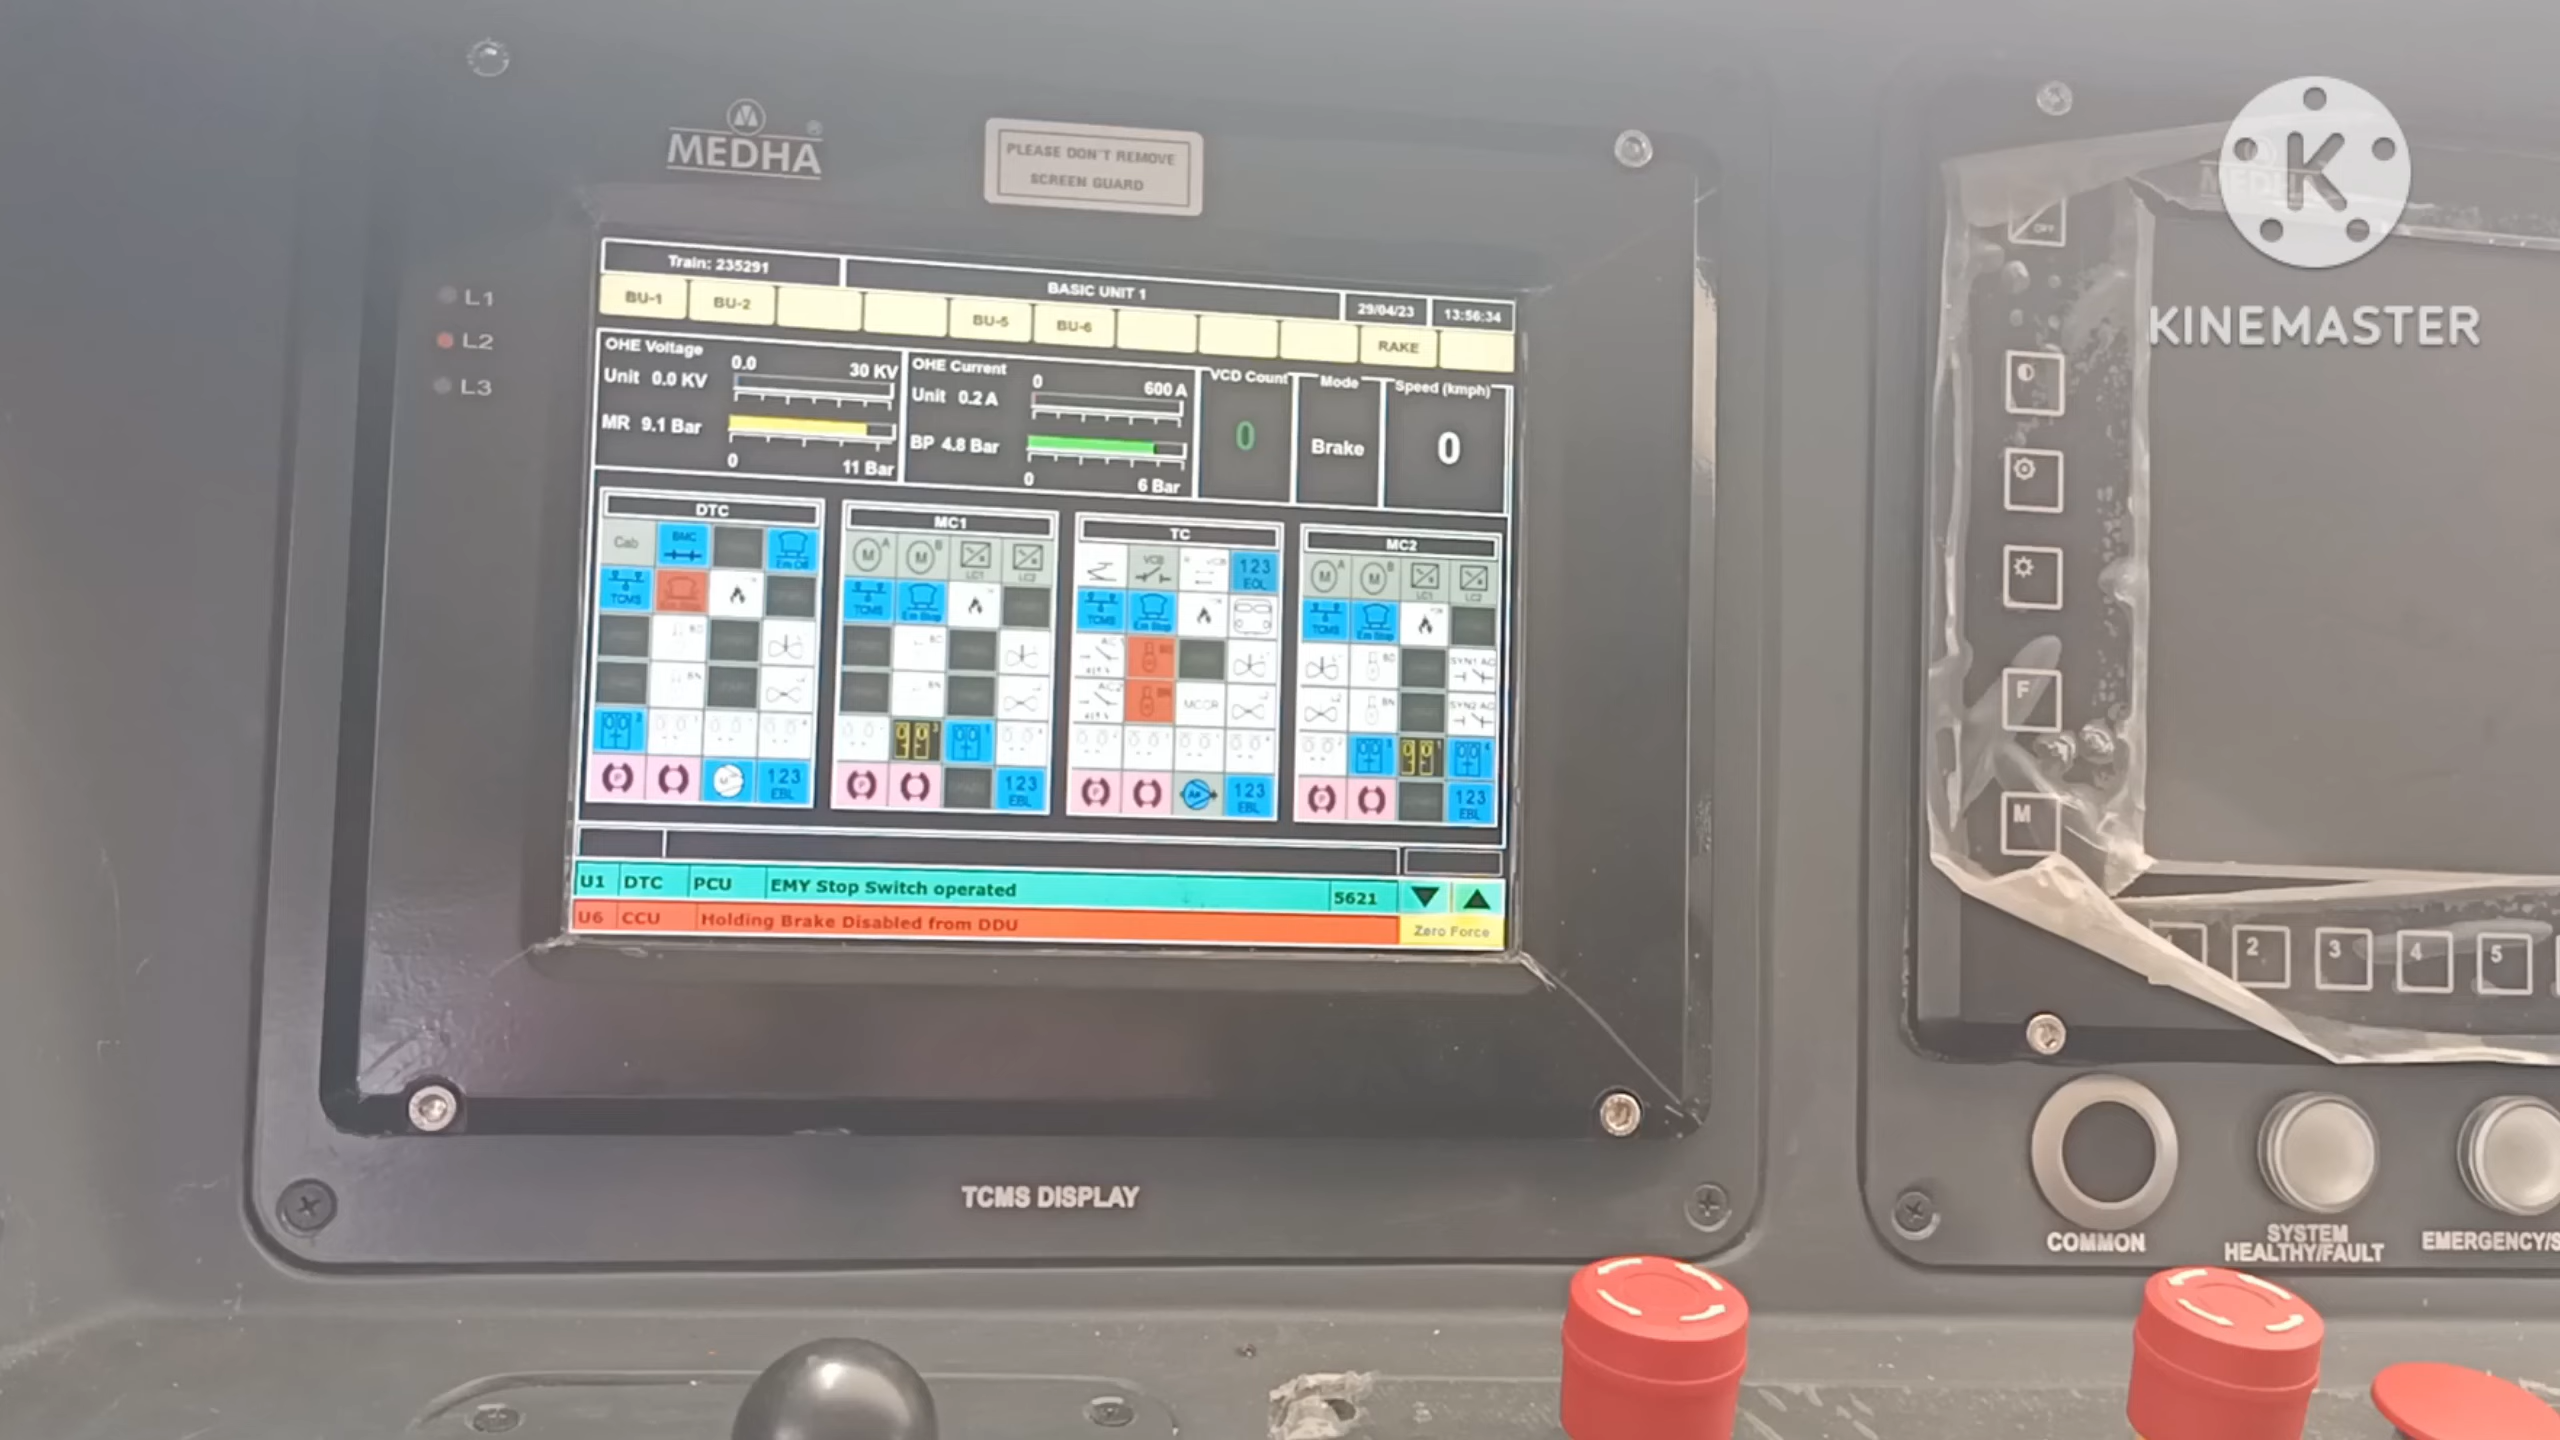 MEDHA
PLEASE DON'T REMOVE
SCREEN GUARD
KINEMASTER
L1
L2
L3
Train: 235291
BASIC UNIT 1
29/04/23
13:56:34
BU-1
BU-2
BU-5
BU-6
RAKE
OHE Voltage
Unit 0.0 KV
0.0
30 KV
MR 9.1 Bar
0
11 Bar
OHE Current
Unit 0.2 A
0
600 A
BP 4.8 Bar
0
6 Bar
VCD Count
0
Mode
Brake
Speed (kmph)
0
DTC
Cab
BMC
Em Off
TCMS
123
EBL
MC1
M A
M B
LC1
LC2
TCMS
Em Stop
123
EBL
TC
VCB
123
EOL
TCMS
Em Stop
AC
AC2
MCOR
123
EBL
MC2
M A
M B
LC1
LC2
TCMS
Em Stop
SYN1 AC
SYN2 AC
123
EBL
U1 DTC PCU EMY Stop Switch operated 5621
U6 CCU Holding Brake Disabled from DDU Zero Force
TCMS DISPLAY
OFF
F
M
2
3
4
5
COMMON
SYSTEM
HEALTHY/FAULT
EMERGENCY/S